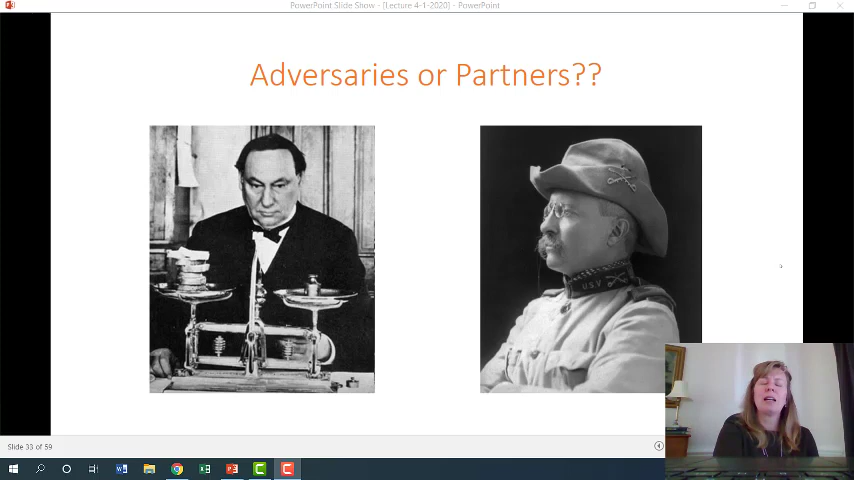 PowerPoint Slide Show - [Lecture 4-1-2020] - PowerPoint
Adversaries or Partners??
U.S.V.
Slide 33 of 59